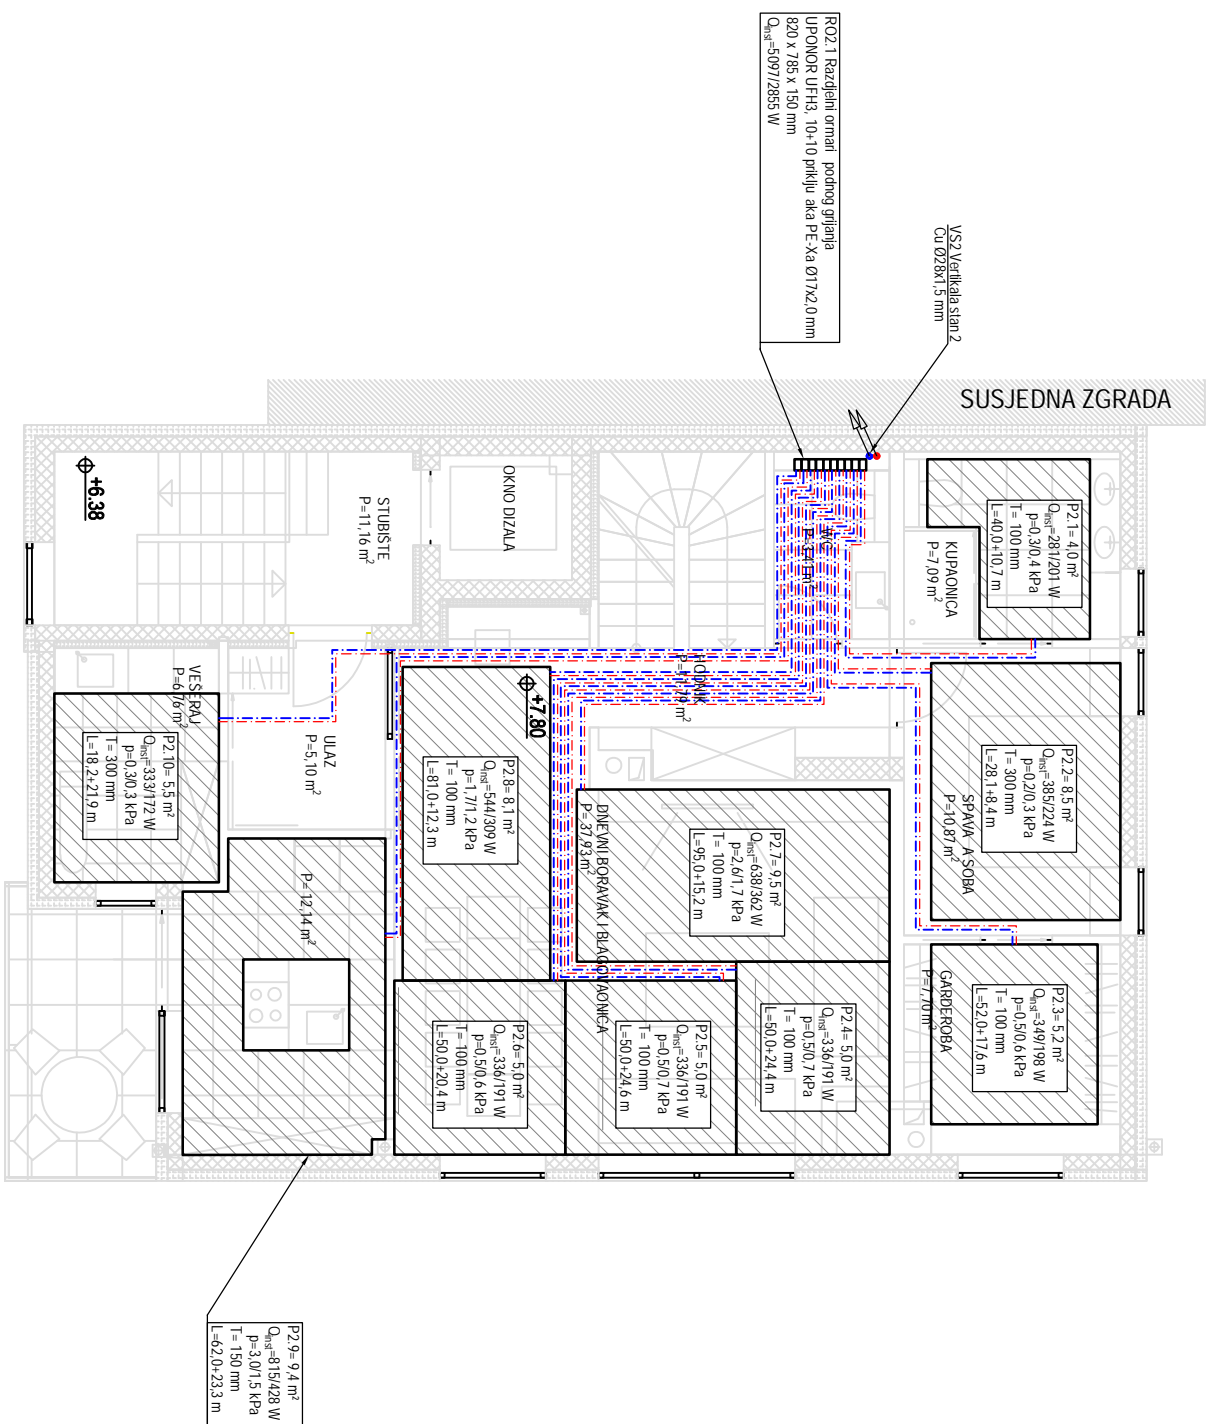 RO2.1 Razdjelni ormari podnog grijanja
UPONOR UFH3, 10+10 priklju aka PE-Xa Ø17x2,0 mm
820 x 785 x 150 mm
Qinst=5097/2855 W
VS2 Vertikala stan 2
Cu Ø28x1,5 mm
SUSJEDNA ZGRADA
P2.1= 4,0 m²
Qinst=281/201 W
p=0,3/0,4 kPa
T= 100 mm
L=40,0+10,7 m
KUPAONICA
P=7,09 m²
WC
OKNO DIZALA
STUBIŠTE
P=11,16 m²
+6.38
P2.2= 8,5 m²
Qinst=385/224 W
p=0,2/0,3 kPa
T= 300 mm
L=28,1+8,4 m
SPAVA A SOBA
P=10,87 m²
HODNIK
+7.80
P2.8= 8,1 m²
Qinst=544/309 W
p=1,7/1,2 kPa
T= 100 mm
L=81,0+12,3 m
ULAZ
P=5,10 m²
VEŠERAJ
P=6,76 m²
P2.10= 5,5 m²
Qinst=333/172 W
p=0,3/0,3 kPa
T= 300 mm
L=18,2+21,9 m
P2.7= 9,5 m²
Qinst=638/362 W
p=2,6/1,7 kPa
T= 100 mm
L=95,0+15,2 m
DNEVNI BORAVAK I BLAGOVAONICA
P=37,93 m²
P=12,14 m²
P2.3= 5,2 m²
Qinst=349/198 W
p=0,5/0,6 kPa
T= 100 mm
L=52,0+17,6 m
GARDEROBA
P=7,70 m²
P2.4= 5,0 m²
Qinst=336/191 W
p=0,5/0,7 kPa
T= 100 mm
L=50,0+24,4 m
P2.5= 5,0 m²
Qinst=336/191 W
p=0,5/0,7 kPa
T= 100 mm
L=50,0+24,6 m
P2.6= 5,0 m²
Qinst=336/191 W
p=0,5/0,6 kPa
T= 100 mm
L=50,0+20,4 m
P2.9= 9,4 m²
Qinst=815/428 W
p=3,0/1,5 kPa
T= 150 mm
L=62,0+23,3 m